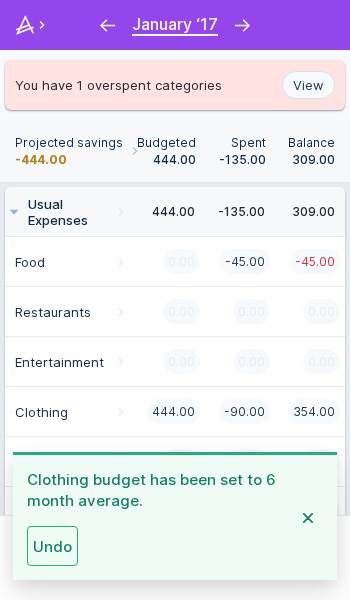 January ‘17
You have 1 overspent categories View
Projected savings Budgeted Spent Balance
-444.00 444.00 -135.00 309.00
Usual
Expenses 444.00 -135.00 309.00
Food 0.00 -45.00 -45.00
Restaurants 0.00 0.00 0.00
Entertainment 0.00 0.00 0.00
Clothing 444.00 -90.00 354.00
Clothing budget has been set to 6
month average.
Undo